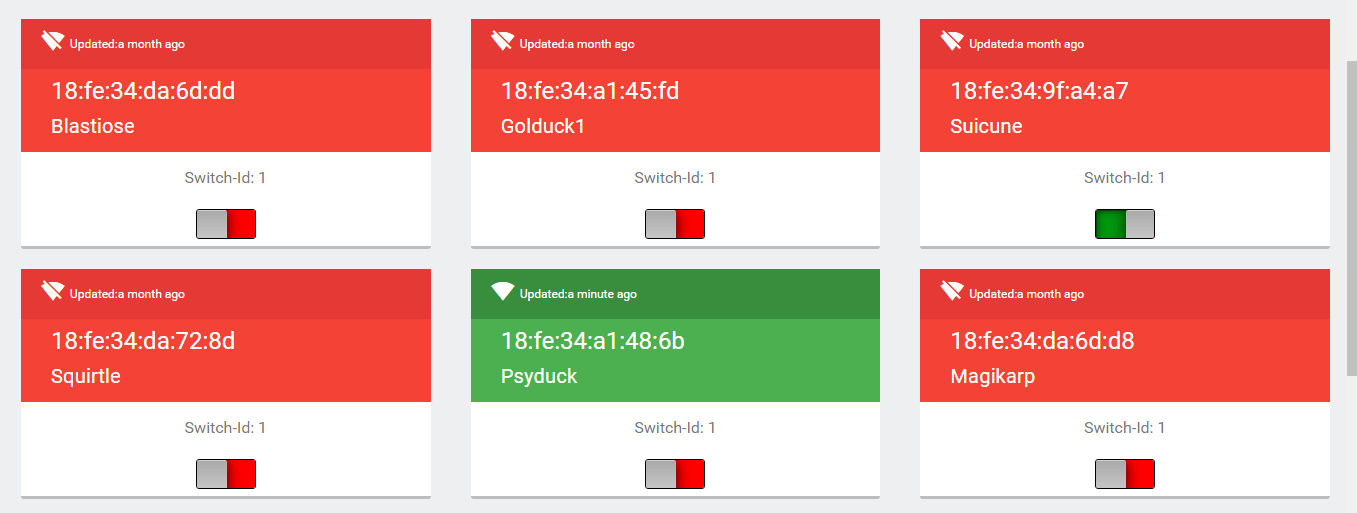 Updated:a month ago
18:fe:34:da:6d:dd
Blastiose
Switch-Id: 1
Updated:a month ago
18:fe:34:a1:45:fd
Golduck1
Switch-Id: 1
Updated:a month ago
18:fe:34:9f:a4:a7
Suicune
Switch-Id: 1
Updated:a month ago
18:fe:34:da:72:8d
Squirtle
Switch-Id: 1
Updated:a minute ago
18:fe:34:a1:48:6b
Psyduck
Switch-Id: 1
Updated:a month ago
18:fe:34:da:6d:d8
Magikarp
Switch-Id: 1